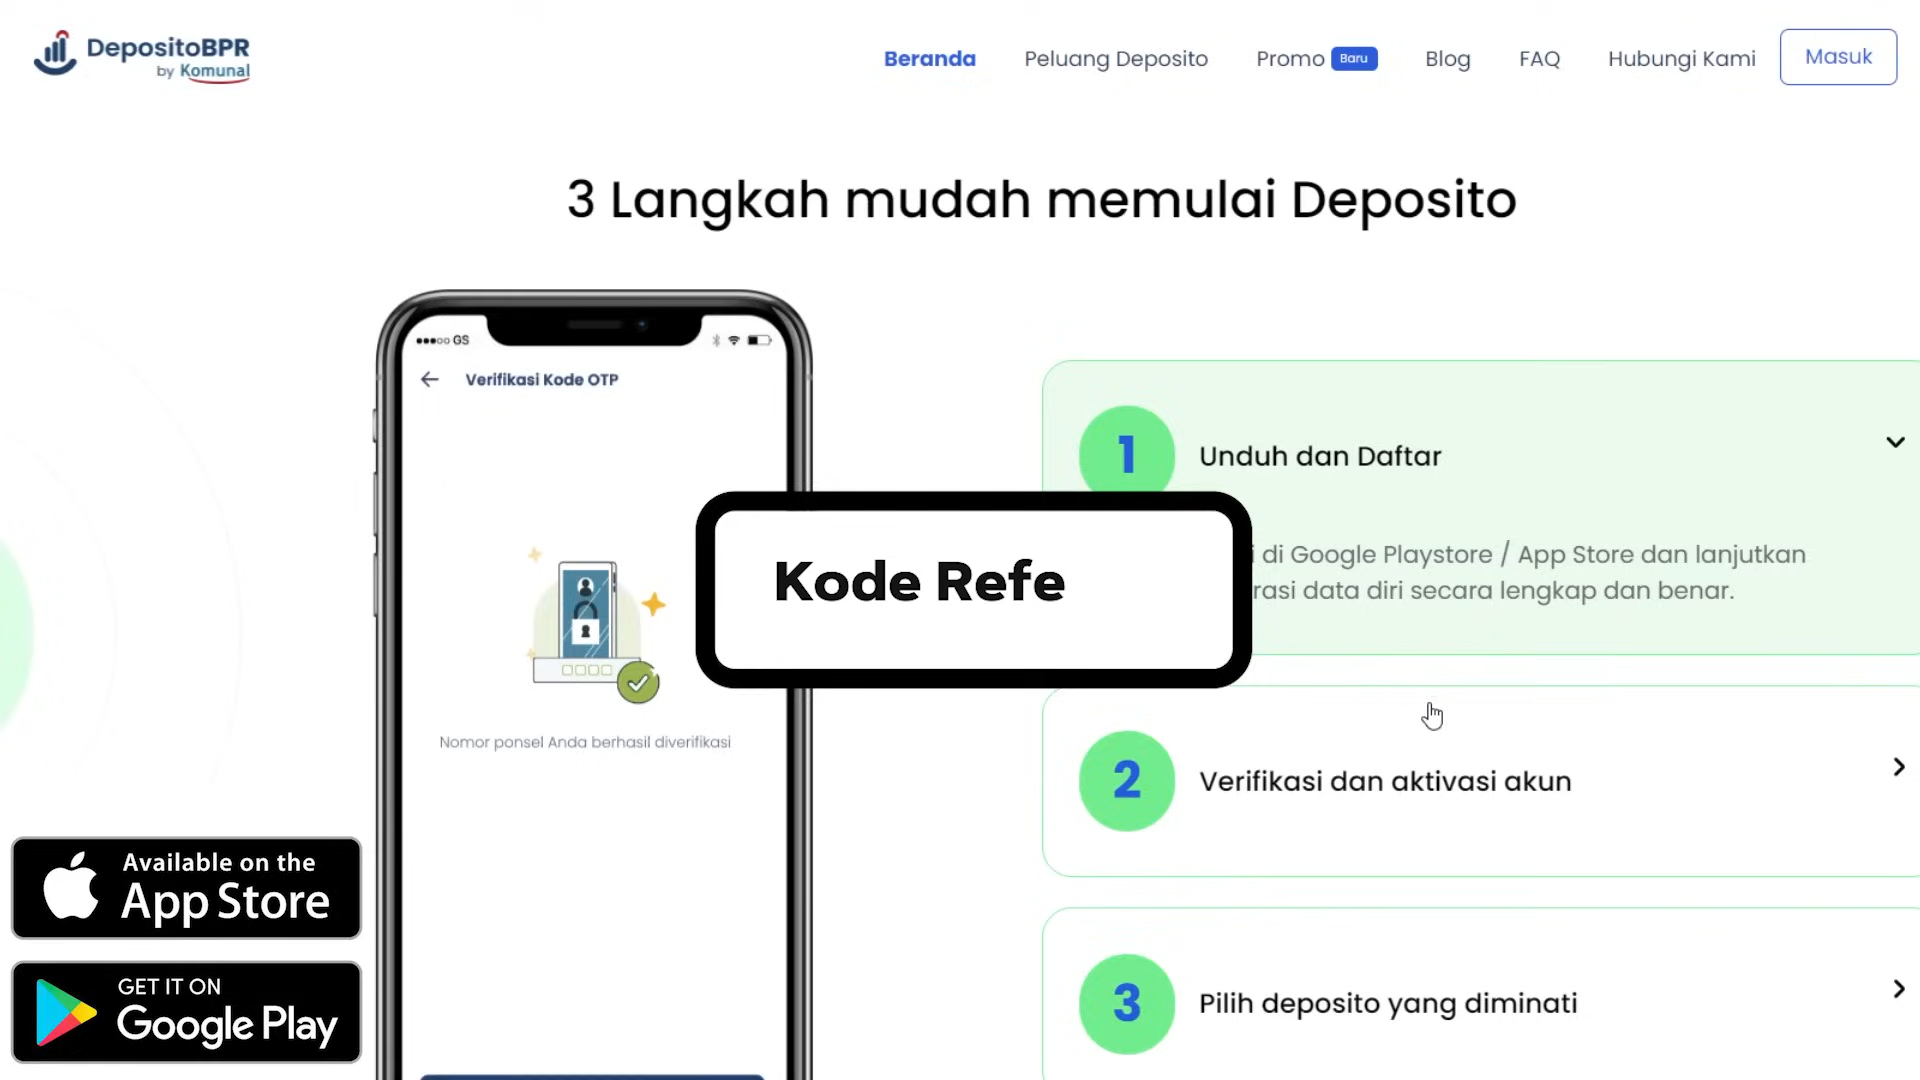 DepositoBPR
by Komunal
Beranda
Peluang Deposito
Promo Baru
Blog
FAQ
Hubungi Kami
Masuk
3 Langkah mudah memulai Deposito
GS
Verifikasi Kode OTP
Nomor ponsel Anda berhasil diverifikasi
1 Unduh dan Daftar
i di Google Playstore / App Store dan lanjutkan
rasi data diri secara lengkap dan benar.
Kode Refe
2 Verifikasi dan aktivasi akun
3 Pilih deposito yang diminati
Available on the
App Store
GET IT ON
Google Play